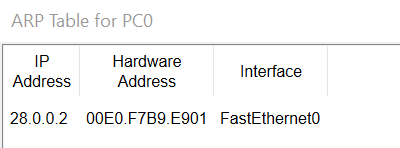 ARP Table for PC0
IP Address Hardware Address Interface
28.0.0.2 00E0.F7B9.E901 FastEthernet0